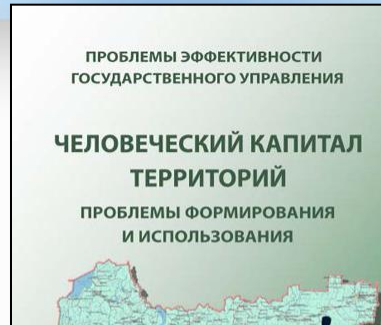 ПРОБЛЕМЫ ЭФФЕКТИВНОСТИ
ГОСУДАРСТВЕННОГО УПРАВЛЕНИЯ
ЧЕЛОВЕЧЕСКИЙ КАПИТАЛ
ТЕРРИТОРИЙ
ПРОБЛЕМЫ ФОРМИРОВАНИЯ
И ИСПОЛЬЗОВАНИЯ